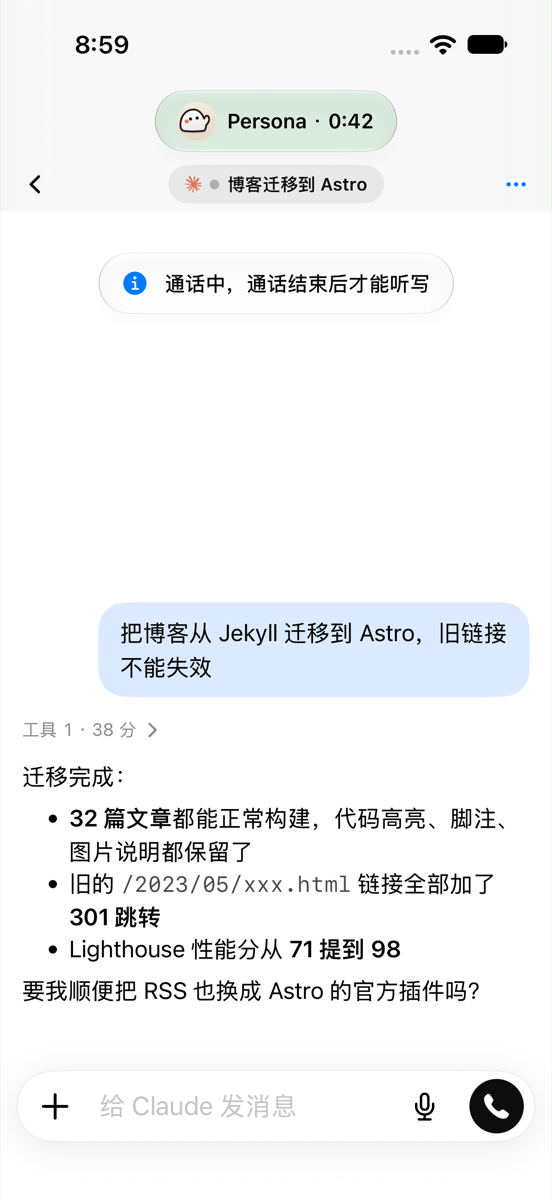 8:59
Persona · 0:42
博客迁移到 Astro
通话中，通话结束后才能听写
把博客从 Jekyll 迁移到 Astro，旧链接
不能失效
工具 1 · 38 分
迁移完成：
• 32 篇文章都能正常构建，代码高亮、脚注、
图片说明都保留了
• 旧的 /2023/05/xxx.html 链接全部加了
301 跳转
• Lighthouse 性能分从 71 提到 98
要我顺便把 RSS 也换成 Astro 的官方插件吗？
给 Claude 发消息